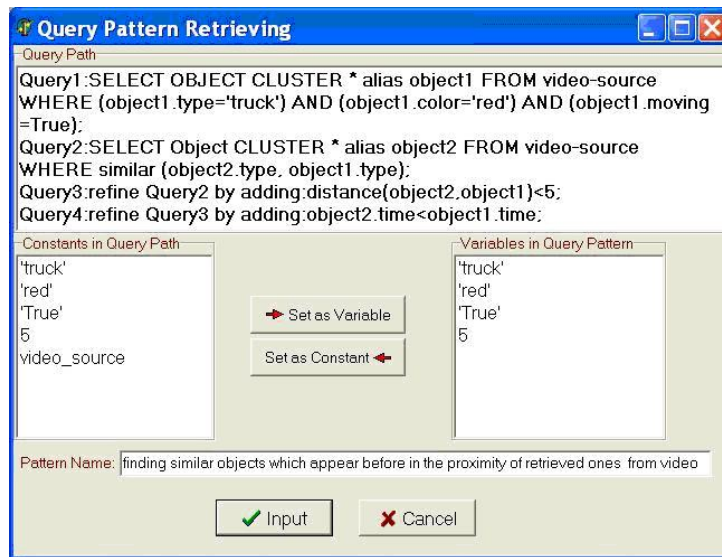 Query Pattern Retrieving
Query Path
Query1:SELECT OBJECT CLUSTER * alias object1 FROM video-source
WHERE (object1.type='truck') AND (object1.color='red') AND (object1.moving
=True);
Query2:SELECT Object CLUSTER * alias object2 FROM video-source
WHERE similar (object2.type, object1.type);
Query3:refine Query2 by adding:distance(object2,object1)<5;
Query4:refine Query3 by adding:object2.time<object1.time;
Constants in Query Path
'truck'
'red'
'True'
5
video_source
Set as Variable
Set as Constant
Variables in Query Pattern
'truck'
'red'
'True'
5
Pattern Name: finding similar objects which appear before in the proximity of retrieved ones from video
Input
Cancel